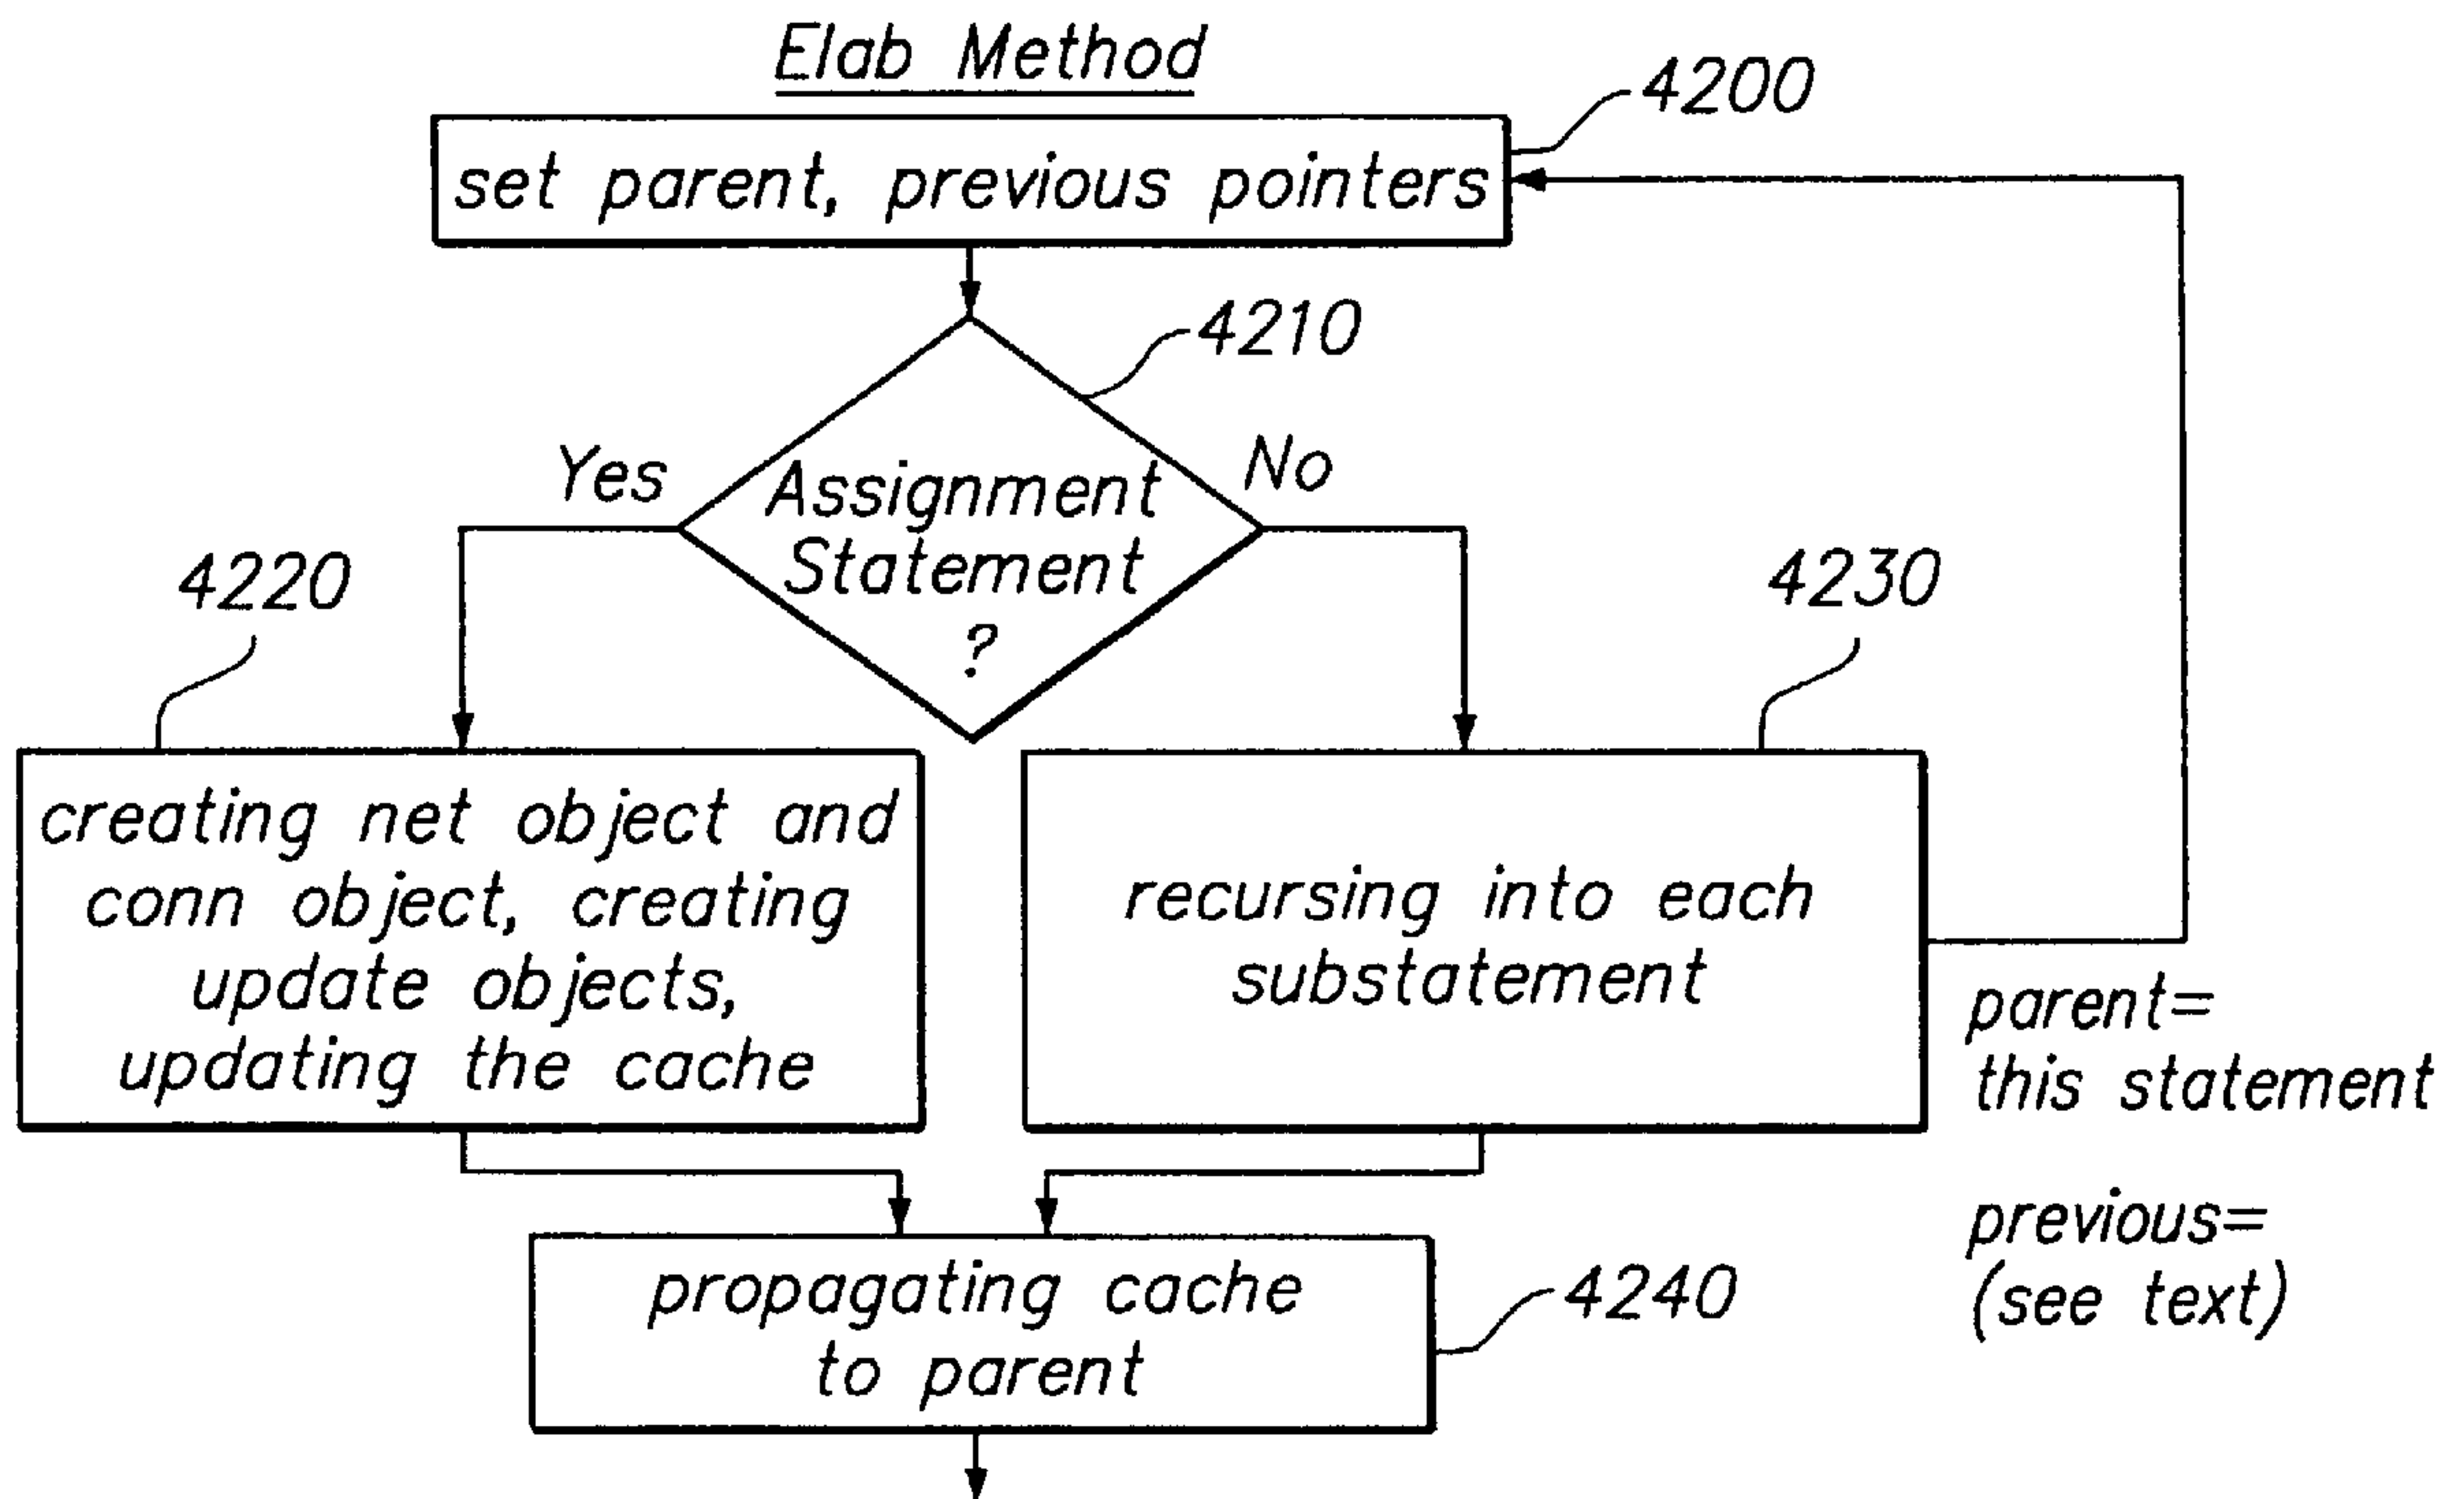 Elab Method
4200
set parent, previous pointers
4210
Yes
No
Assignment
Statement
?
4220
4230
creating net object and
conn object, creating
update objects,
updating the cache
recursing into each
substatement
parent=
this statement
previous=
(see text)
propagating cache
to parent
4240